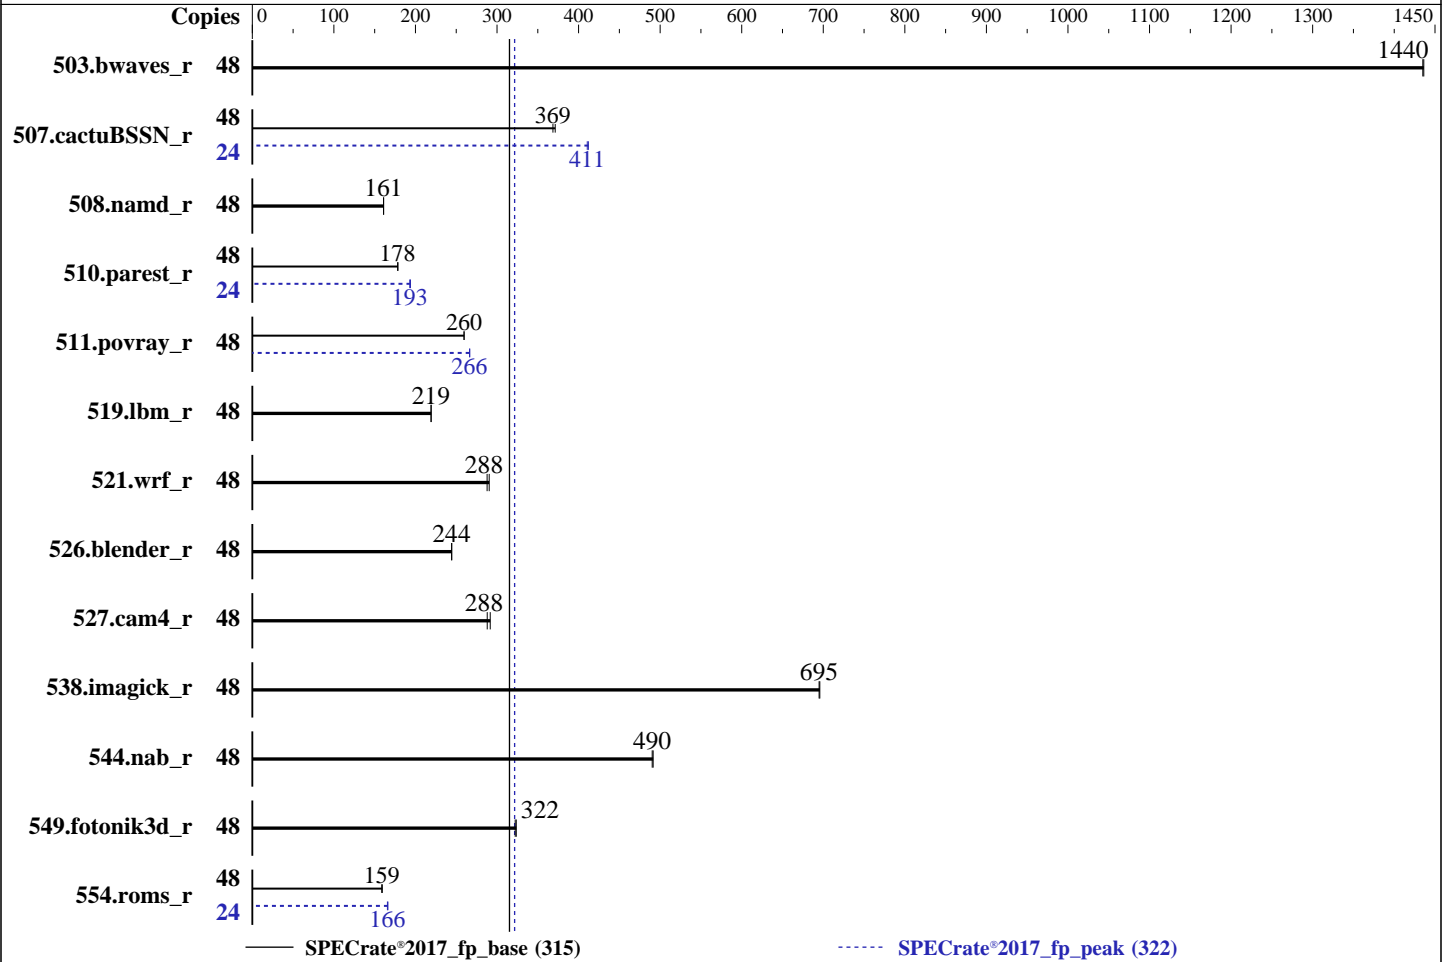 Copies 0 100 200 300 400 500 600 700 800 900 1000 1100 1200 1300 1450
503.bwaves_r 48 1440
507.cactuBSSN_r 48 369
24 411
508.namd_r 48 161
510.parest_r 48 178
24 193
511.povray_r 48 260
266
519.lbm_r 48 219
521.wrf_r 48 288
526.blender_r 48 244
527.cam4_r 48 288
538.imagick_r 48 695
544.nab_r 48 490
549.fotonik3d_r 48 322
554.roms_r 48 159
24 166
SPECrate®2017_fp_base (315) SPECrate®2017_fp_peak (322)